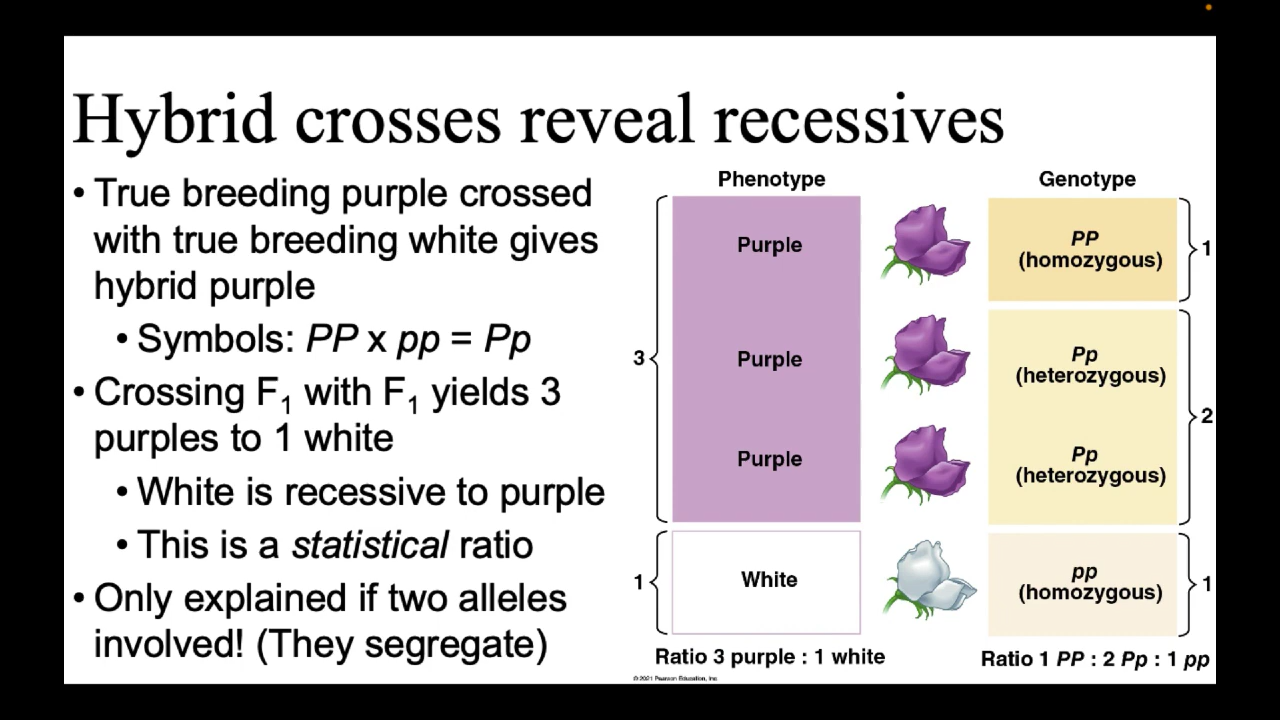 Hybrid crosses reveal recessives
• True breeding purple crossed
with true breeding white gives
hybrid purple
• Symbols: PP x pp = Pp
• Crossing F1 with F1 yields 3
purples to 1 white
• White is recessive to purple
• This is a statistical ratio
• Only explained if two alleles
involved! (They segregate)
Phenotype
Purple
Purple
Purple
3
White
1
Ratio 3 purple : 1 white
Genotype
PP
(homozygous)
1
Pp
(heterozygous)
Pp
(heterozygous)
2
pp
(homozygous)
1
Ratio 1 PP : 2 Pp : 1 pp
© 2021 Pearson Education, Inc.